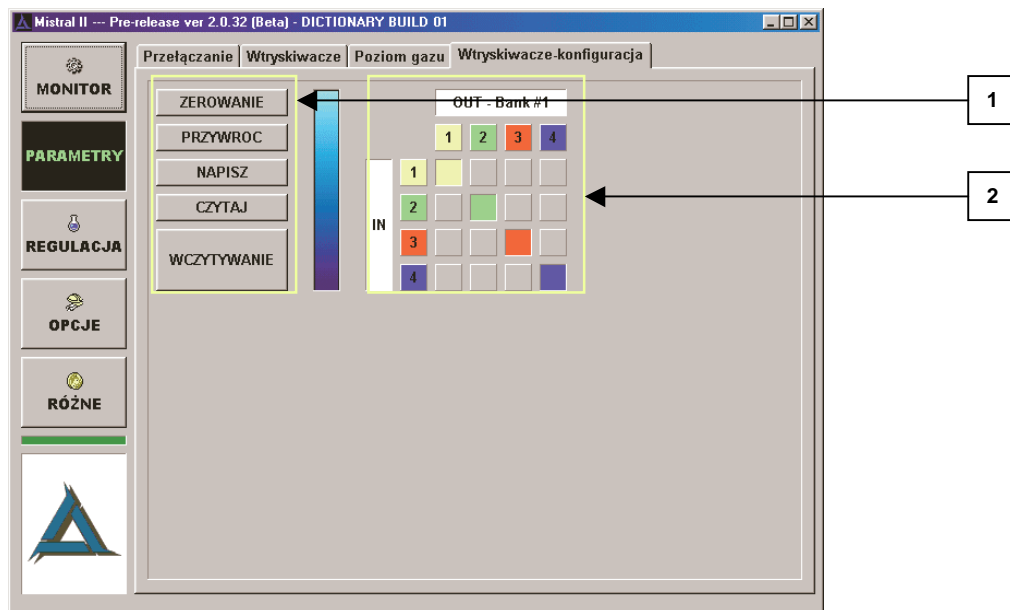 Mistral II --- Pre-release ver 2.0.32 (Beta) - DICTIONARY BUILD 01
Przełączanie Wtryskiwacze Poziom gazu Wtryskiwacze-konfiguracja
MONITOR
PARAMETRY
REGULACJA
OPCJE
RÓŻNE
ZEROWANIE
PRZYWROC
NAPISZ
CZYTAJ
WCZYTYWANIE
OUT - Bank #1
1 2 3 4
IN
1
2
3
4
1
2